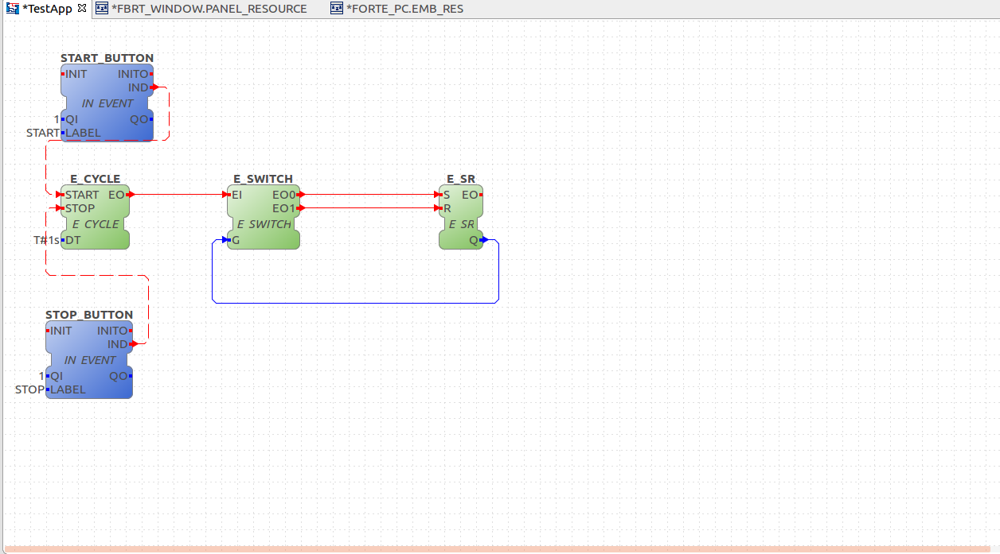 *TestApp *FBRT_WINDOW.PANEL_RESOURCE *FORTE_PC.EMB_RES
START_BUTTON
INIT INITO
IND
IN_EVENT
1 QI QO
START LABEL
E_CYCLE E_SWITCH E_SR
START EO EI EO0 S EO
STOP EO1 R
E_CYCLE E_SWITCH E_SR
T#1s DT G Q
STOP_BUTTON
INIT INITO
IND
IN_EVENT
1 QI QO
STOP LABEL